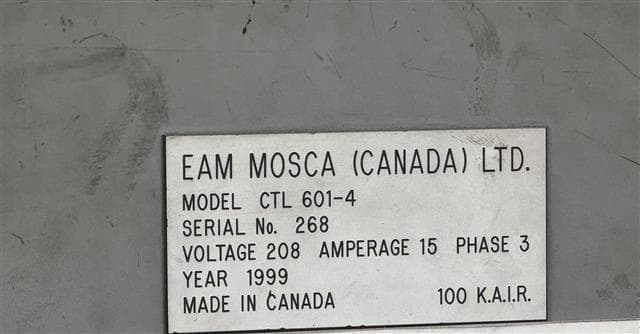 EAM MOSCA (CANADA) LTD.
MODEL CTL 601-4
SERIAL No. 268
VOLTAGE 208 AMPERAGE 15 PHASE 3
YEAR 1999
MADE IN CANADA 100 K.A.I.R.